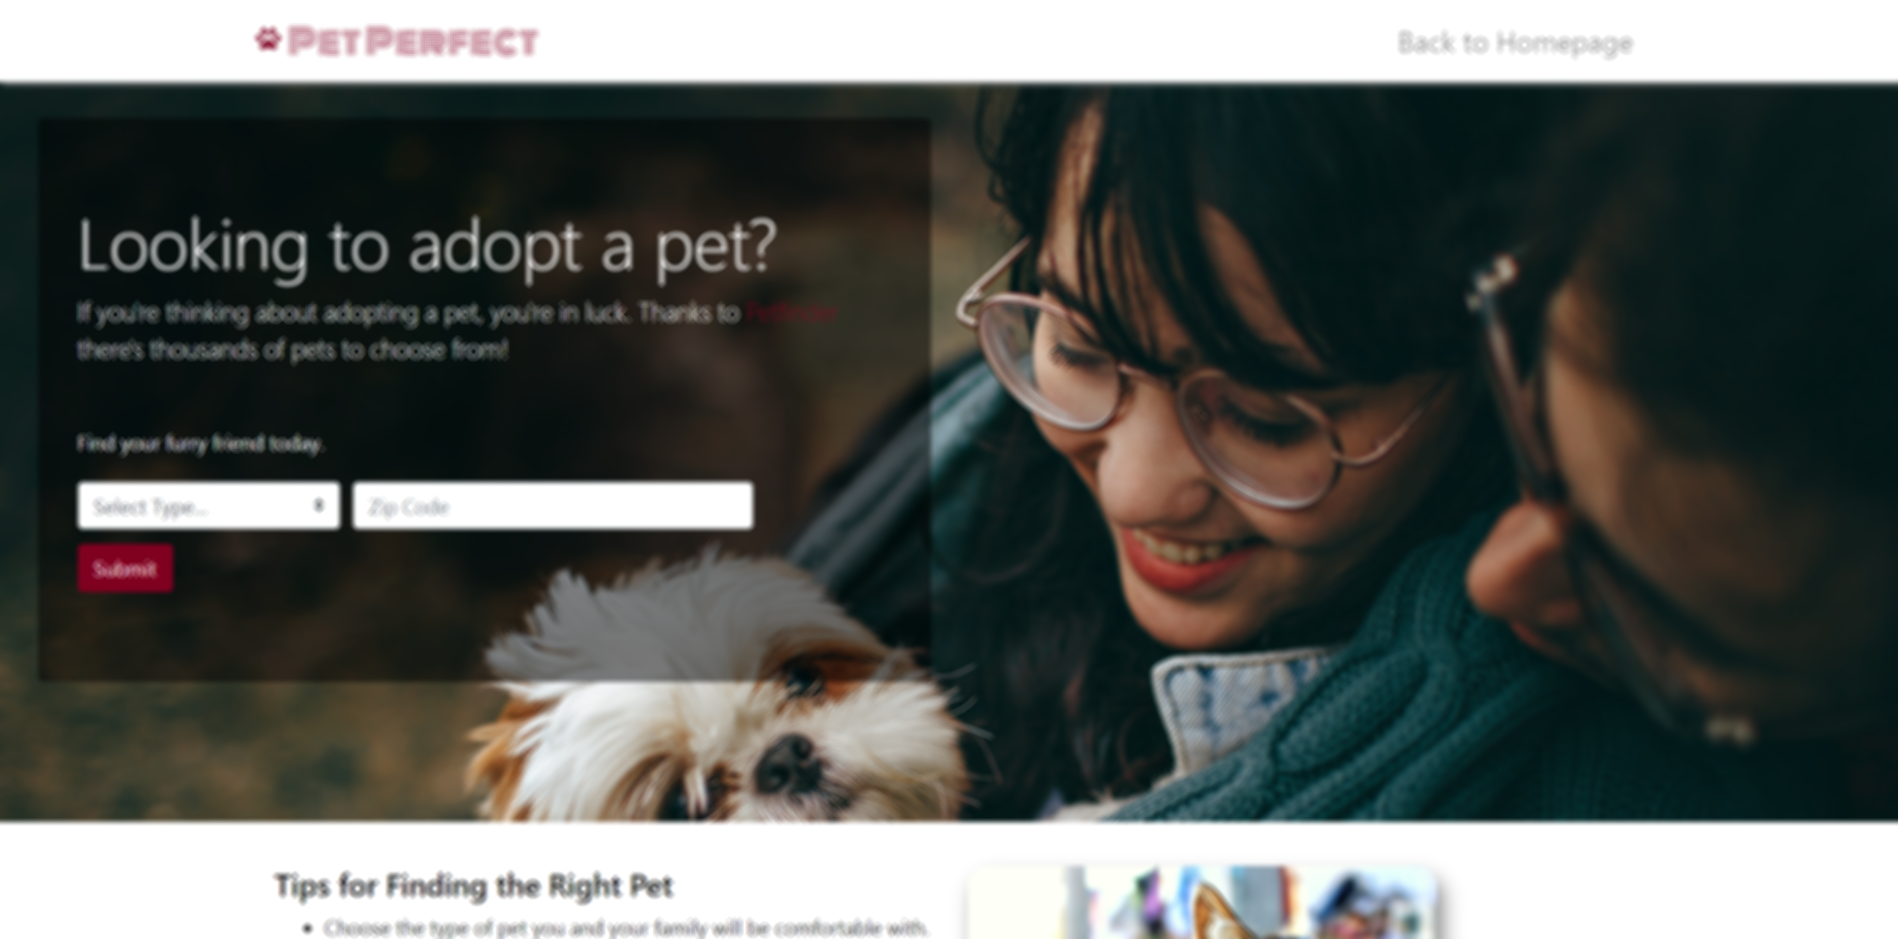 PETPERFECT
Back to Homepage
Looking to adopt a pet?
If you're thinking about adopting a pet, you're in luck. Thanks to Petfinder
there's thousands of pets to choose from!
Find your furry friend today.
Select Type...
Zip Code
Submit
Tips for Finding the Right Pet
Choose the type of pet you and your family will be comfortable with.